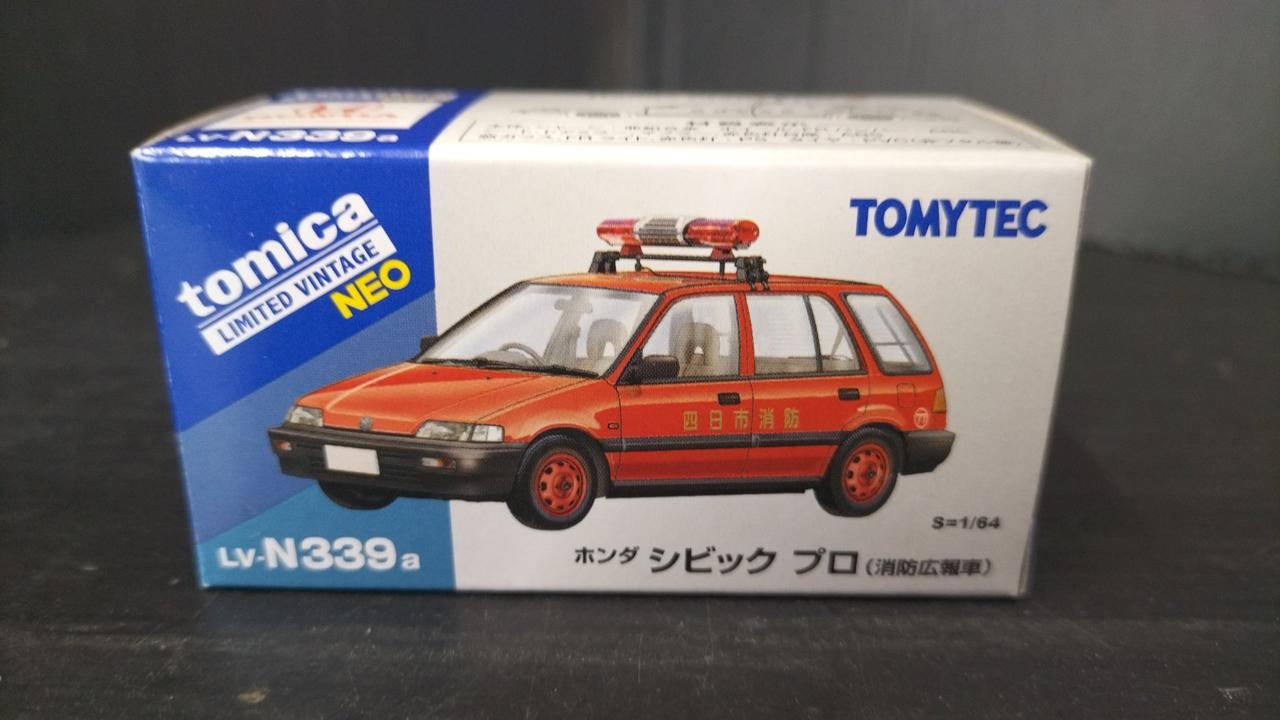 LV-N339a
tomica
LIMITED VINTAGE
NEO
TOMYTEC
四日市消防
S=1/64
LV-N339a
ホンダ シビック プロ (消防広報車)